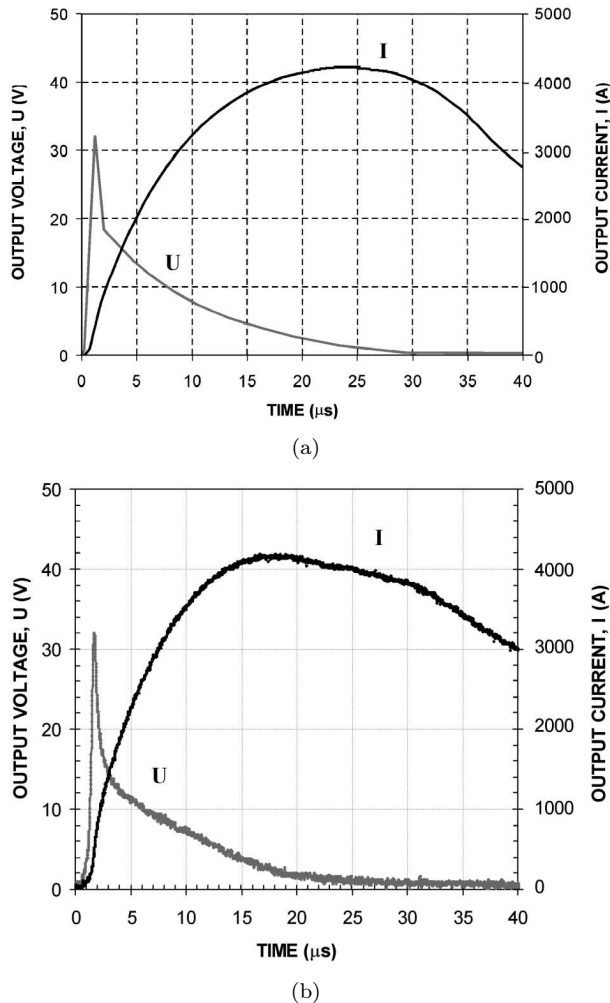 50
40
30
20
10
0
OUTPUT VOLTAGE, U (V)
5000
4000
3000
2000
1000
0
OUTPUT CURRENT, I (A)
I
U
0 5 10 15 20 25 30 35 40
TIME (μs)
(a)
50
40
30
20
10
0
OUTPUT VOLTAGE, U (V)
5000
4000
3000
2000
1000
0
OUTPUT CURRENT, I (A)
I
U
0 5 10 15 20 25 30 35 40
TIME (μs)
(b)